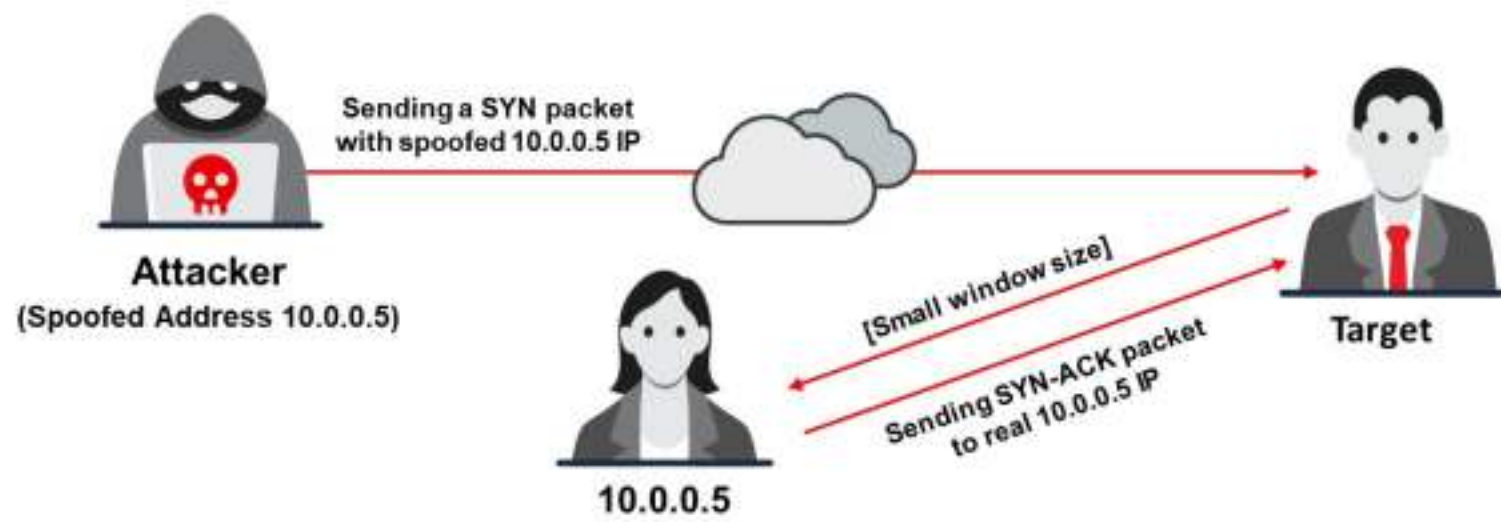 Sending a SYN packet
with spoofed 10.0.0.5 IP
Attacker
(Spoofed Address 10.0.0.5)
[Small window size]
Sending SYN-ACK packet
to real 10.0.0.5 IP
Target
10.0.0.5